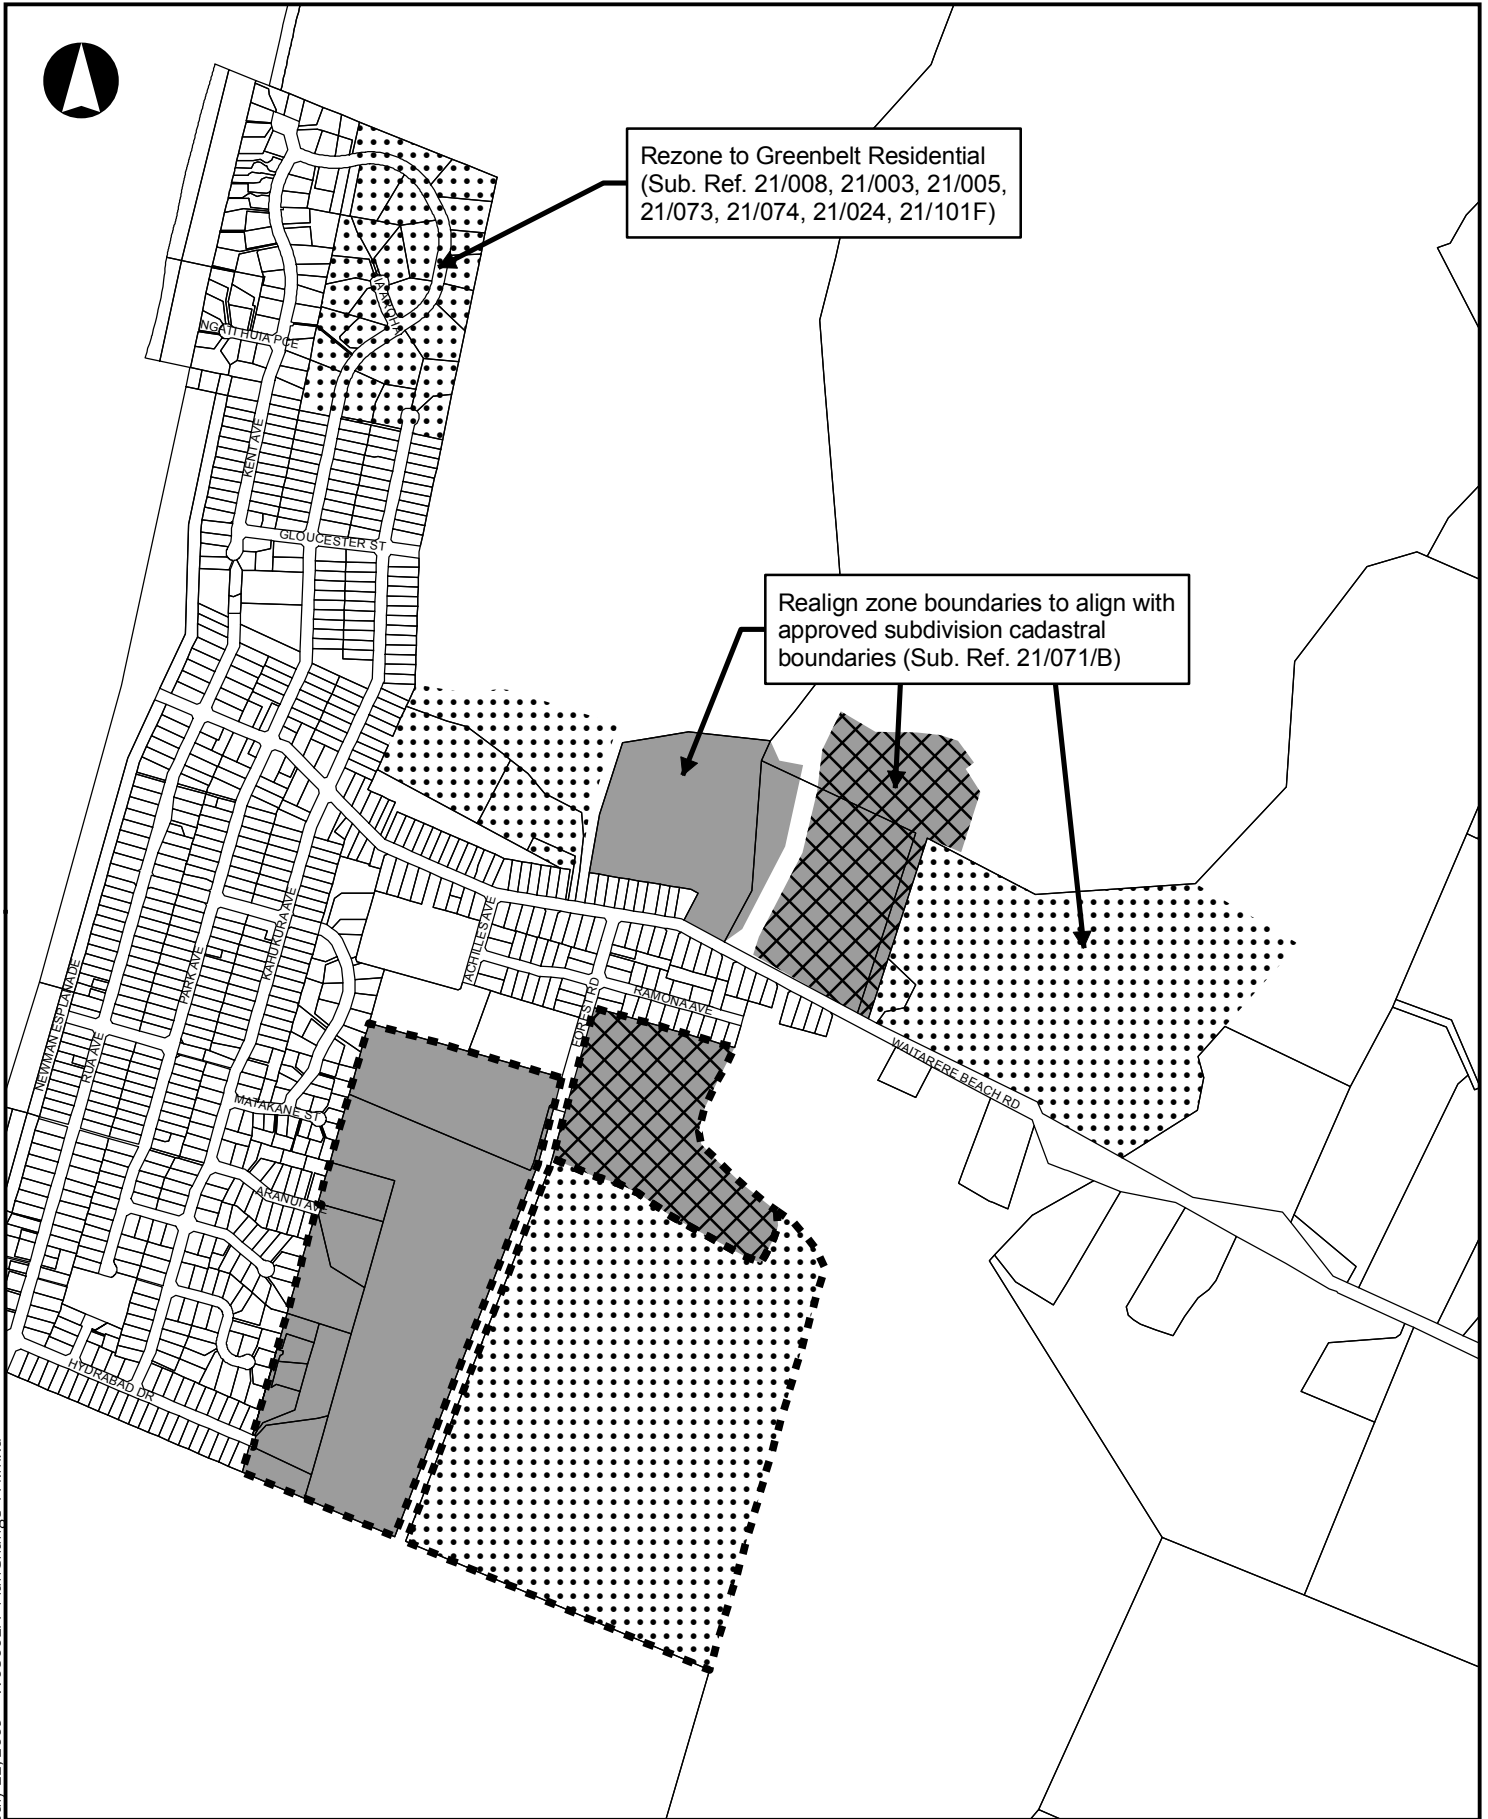 Rezone to Greenbelt Residential
(Sub. Ref. 21/008, 21/003, 21/005,
21/073, 21/074, 21/024, 21/101F)
NGATI HUIA PCE
KENT AVE
GLOUCESTER ST
Realign zone boundaries to align with
approved subdivision cadastral
boundaries (Sub. Ref. 21/071/B)
KAHUKURA AVE
ACHILLES AVE
PARK AVE
NEWMAN ESPLANADE
RUA AVE
FOREST RD
RAMONA AVE
WAITARERE BEACH RD
MATAKANE ST
ARANUI AVE
HYDRABAD DR